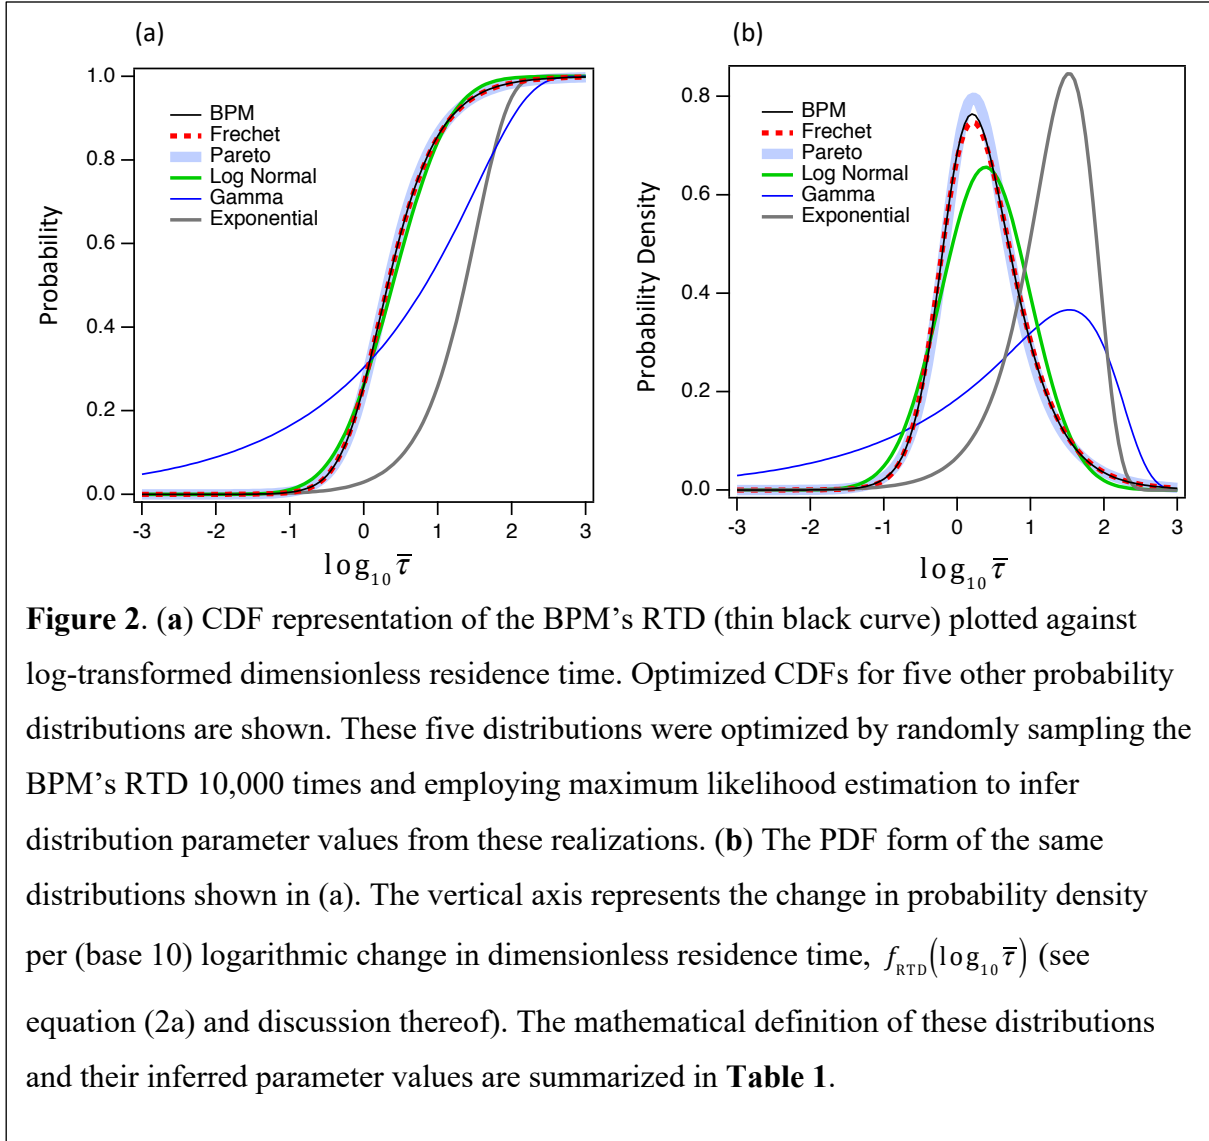 (a)
1.0
0.8
0.6
0.4
0.2
0.0
Probability
BPM
Frechet
Pareto
Log Normal
Gamma
Exponential
-3 -2 -1 0 1 2 3
log₁₀ τ̅
(b)
0.8
0.6
0.4
0.2
0.0
Probability Density
BPM
Frechet
Pareto
Log Normal
Gamma
Exponential
-3 -2 -1 0 1 2 3
log₁₀ τ̅
Figure 2. (a) CDF representation of the BPM’s RTD (thin black curve) plotted against
log-transformed dimensionless residence time. Optimized CDFs for five other probability
distributions are shown. These five distributions were optimized by randomly sampling the
BPM’s RTD 10,000 times and employing maximum likelihood estimation to infer
distribution parameter values from these realizations. (b) The PDF form of the same
distributions shown in (a). The vertical axis represents the change in probability density
per (base 10) logarithmic change in dimensionless residence time, f_RTD(log₁₀ τ̅) (see
equation (2a) and discussion thereof). The mathematical definition of these distributions
and their inferred parameter values are summarized in Table 1.